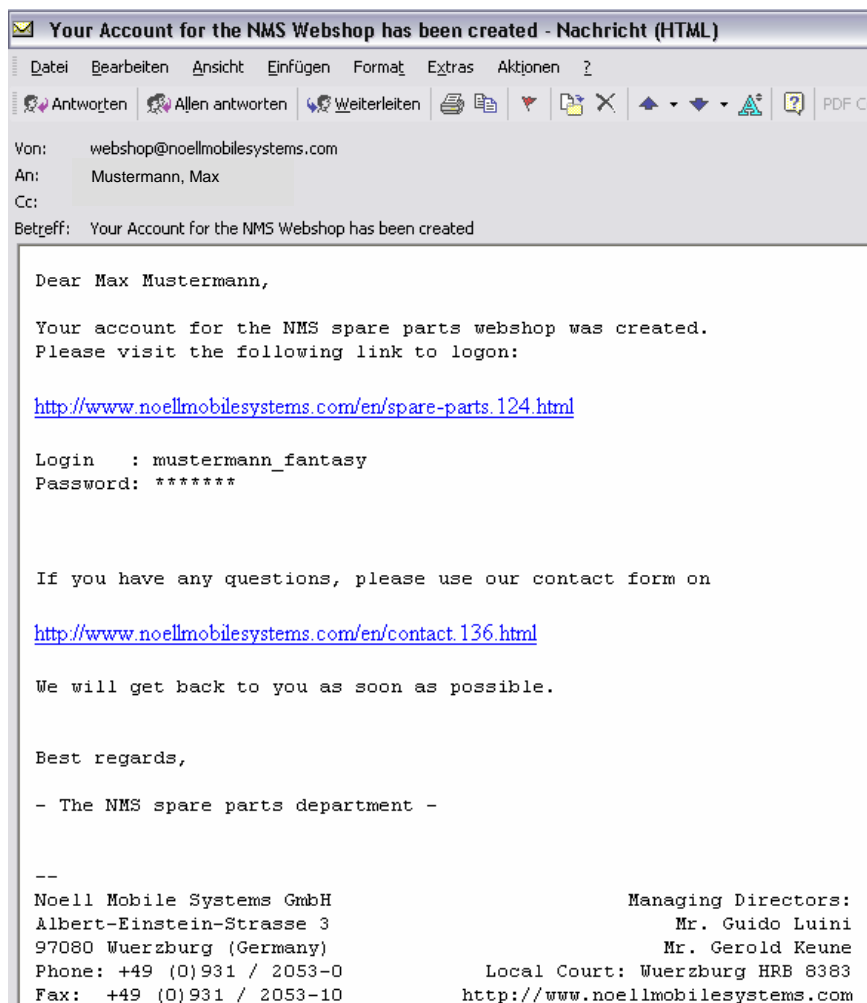 Your Account for the NMS Webshop has been created - Nachricht (HTML)
Datei Bearbeiten Ansicht Einfügen Format Extras Aktionen ?
Antworten Allen antworten Weiterleiten PDF C
Von: webshop@noellmobilesystems.com
An: Mustermann, Max
Cc:
Betreff: Your Account for the NMS Webshop has been created
Dear Max Mustermann,
Your account for the NMS spare parts webshop was created.
Please visit the following link to logon:
http://www.noellmobilesystems.com/en/spare-parts.124.html
Login : mustermann_fantasy
Password: *******
If you have any questions, please use our contact form on
http://www.noellmobilesystems.com/en/contact.136.html
We will get back to you as soon as possible.
Best regards,
- The NMS spare parts department -
--
Noell Mobile Systems GmbH Managing Directors:
Albert-Einstein-Strasse 3 Mr. Guido Luini
97080 Wuerzburg (Germany) Mr. Gerold Keune
Phone: +49 (0)931 / 2053-0 Local Court: Wuerzburg HRB 8383
Fax: +49 (0)931 / 2053-10 http://www.noellmobilesystems.com